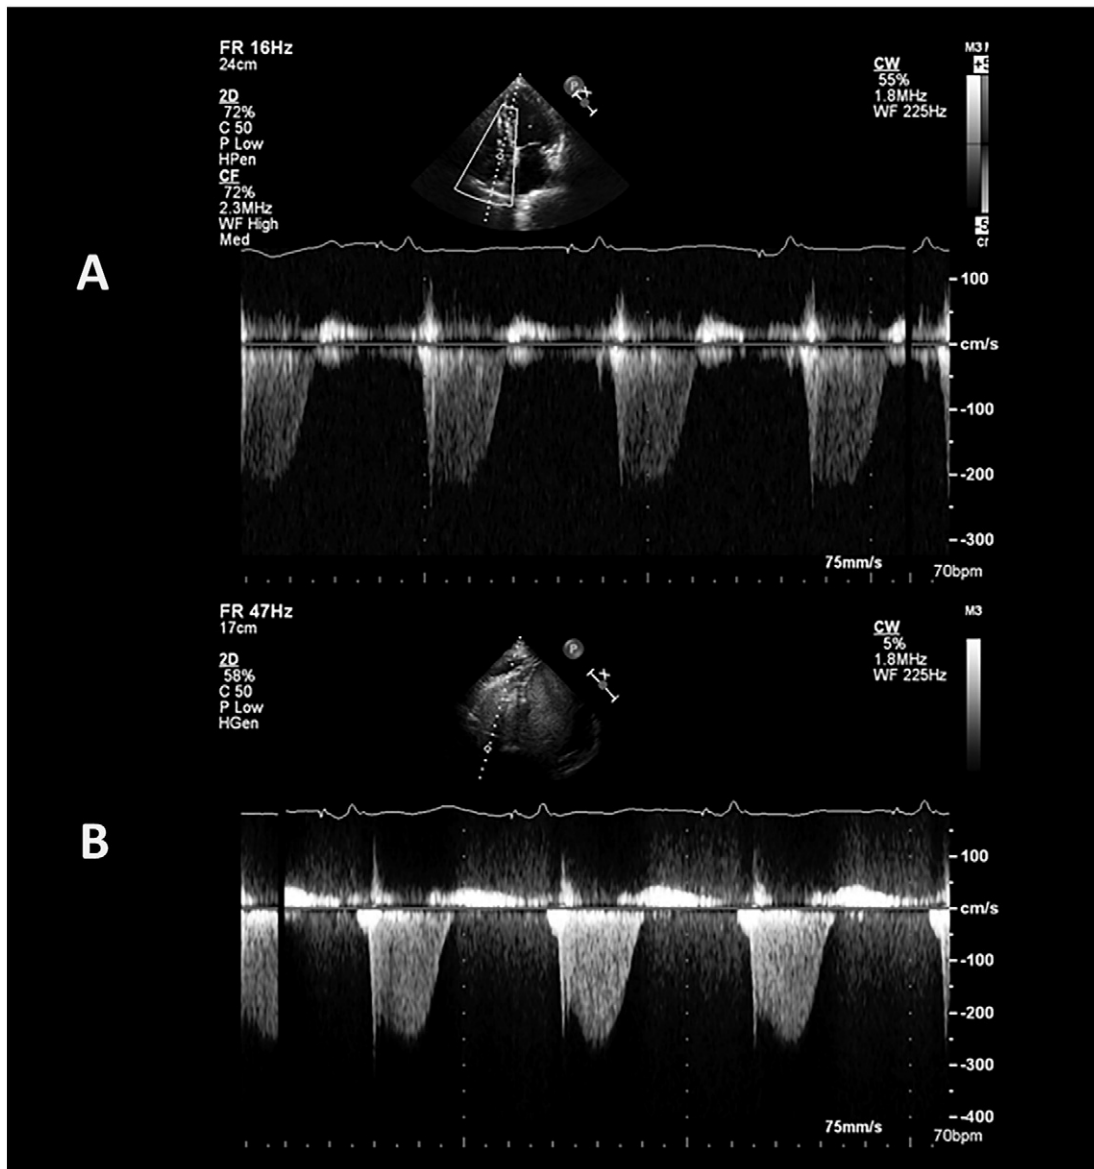 FR 16Hz
24cm
2D
72%
C 50
P Low
HPen
CF
72%
2.3MHz
WF High
Med
P
x
CW
55%
1.8MHz
WF 225Hz
M3
A
100
cm/s
-100
-200
-300
75mm/s
70bpm
FR 47Hz
17cm
2D
58%
C 50
P Low
HGen
P
x
CW
5%
1.8MHz
WF 225Hz
M3
B
100
cm/s
-100
-200
-300
-400
75mm/s
70bpm